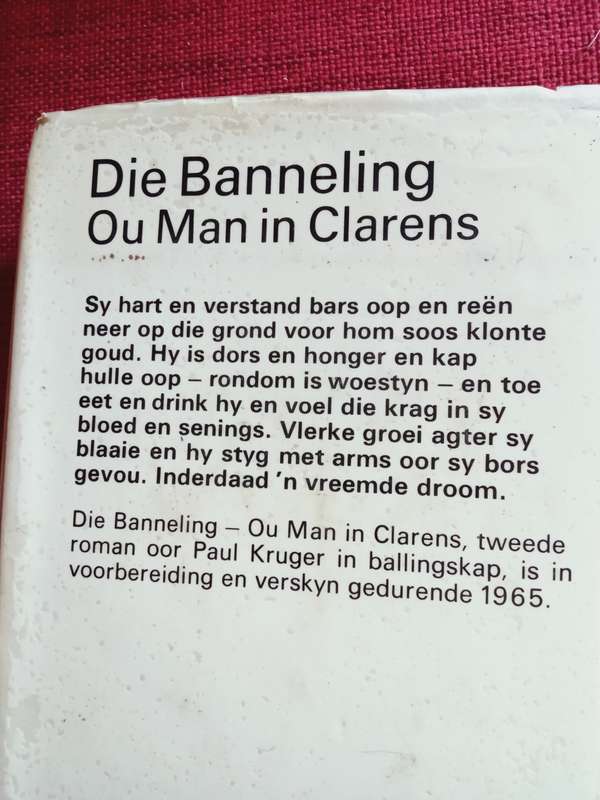 Die Banneling
Ou Man in Clarens
Sy hart en verstand bars oop en reën
neer op die grond voor hom soos klonte
goud. Hy is dors en honger en kap
hulle oop – rondom is woestyn – en toe
eet en drink hy en voel die krag in sy
bloed en senings. Vlerke groei agter sy
blaaie en hy styg met arms oor sy bors
gevou. Inderdaad 'n vreemde droom.
Die Banneling – Ou Man in Clarens, tweede
roman oor Paul Kruger in ballingskap, is in
voorbereiding en verskyn gedurende 1965.